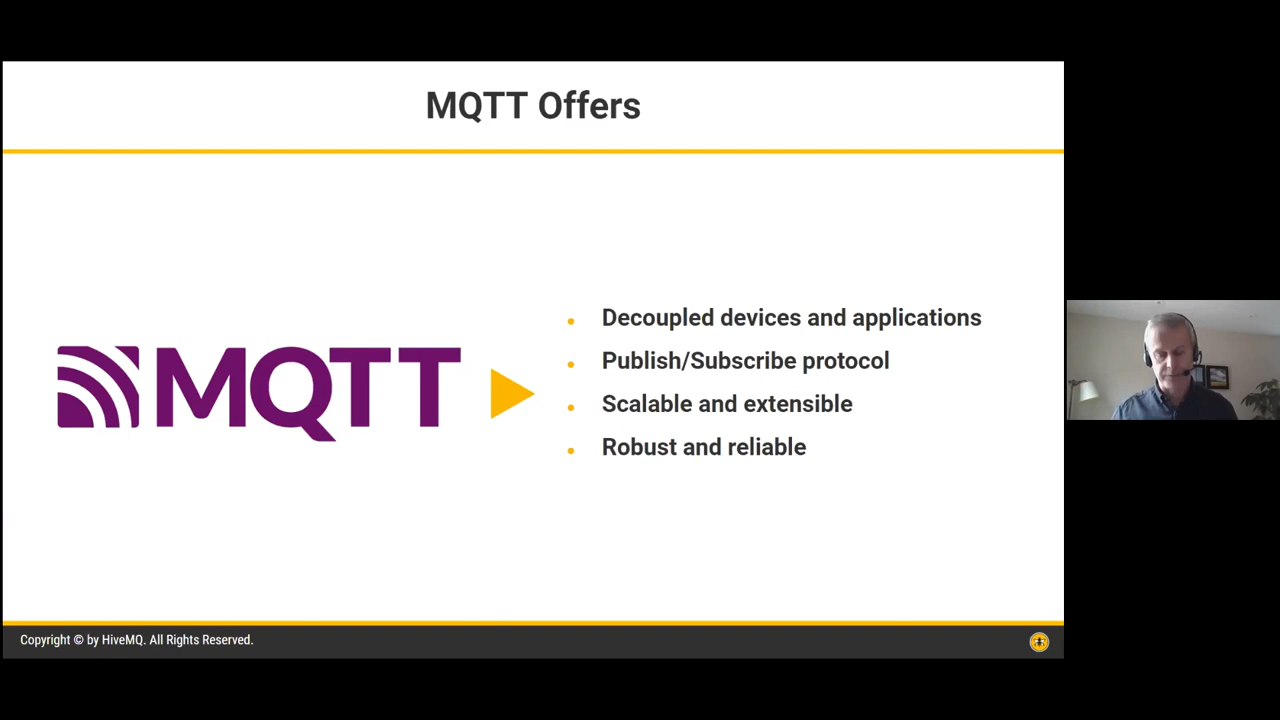 MQTT Offers
MQTT
Decoupled devices and applications
Publish/Subscribe protocol
Scalable and extensible
Robust and reliable
Copyright © by HiveMQ. All Rights Reserved.